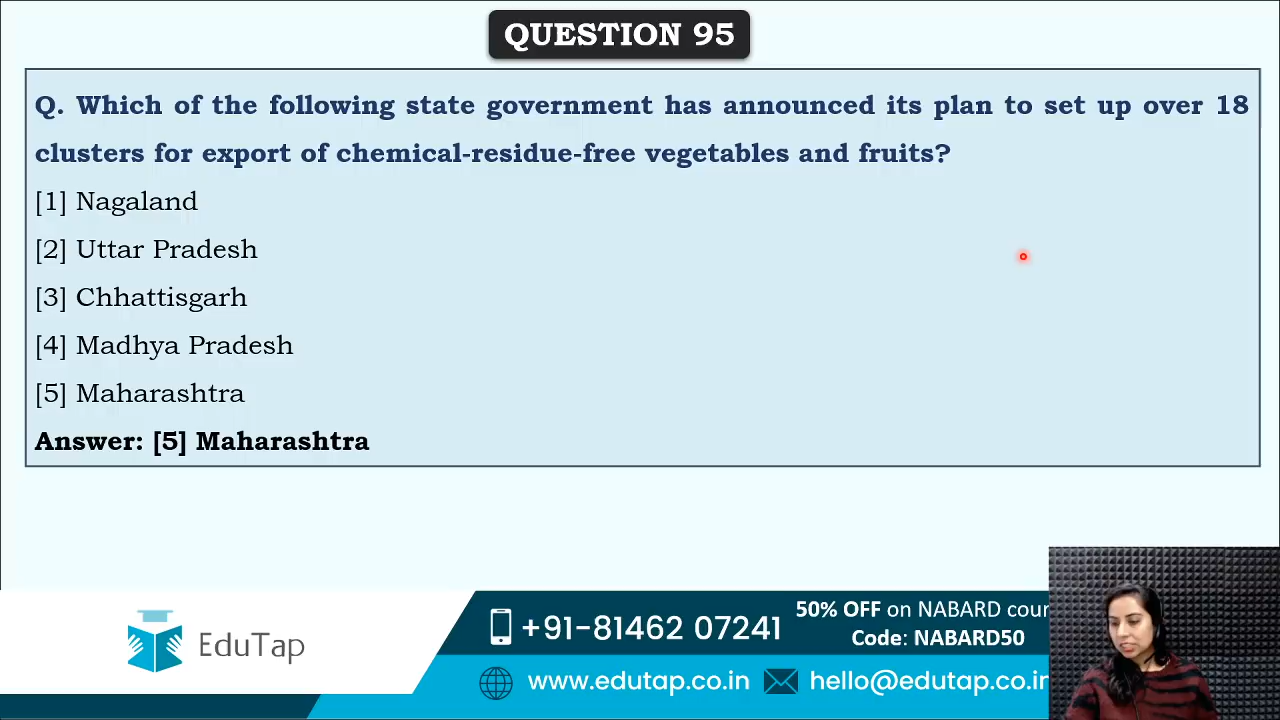 QUESTION 95
Q. Which of the following state government has announced its plan to set up over 18
clusters for export of chemical-residue-free vegetables and fruits?
[1] Nagaland
[2] Uttar Pradesh
[3] Chhattisgarh
[4] Madhya Pradesh
[5] Maharashtra
Answer: [5] Maharashtra
EduTap
+91-81462 07241
50% OFF on NABARD cour
Code: NABARD50
www.edutap.co.in
hello@edutap.co.in